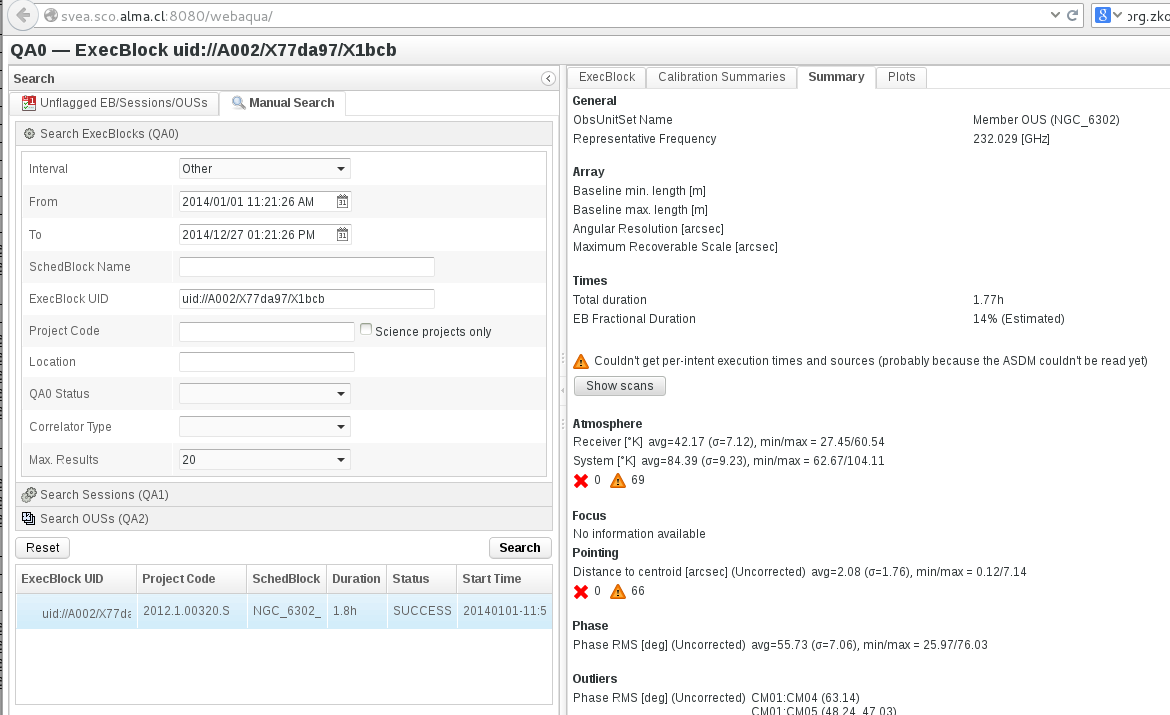 svea.sco.alma.cl:8080/webaqua/
8
org.zko
QA0 — ExecBlock uid://A002/X77da97/X1bcb
Search
Unflagged EB/Sessions/OUSs
Manual Search
Search ExecBlocks (QA0)
Interval Other
From 2014/01/01 11:21:26 AM 31
To 2014/12/27 01:21:26 PM 31
SchedBlock Name
ExecBlock UID uid://A002/X77da97/X1bcb
Project Code Science projects only
Location
QA0 Status
Correlator Type
Max. Results 20
Search Sessions (QA1)
Search OUSs (QA2)
Reset Search
ExecBlock UID Project Code SchedBlock Duration Status Start Time
uid://A002/X77da 2012.1.00320.S NGC_6302_ 1.8h SUCCESS 20140101-11:5
ExecBlock Calibration Summaries Summary Plots
General
ObsUnitSet Name Member OUS (NGC_6302)
Representative Frequency 232.029 [GHz]
Array
Baseline min. length [m]
Baseline max. length [m]
Angular Resolution [arcsec]
Maximum Recoverable Scale [arcsec]
Times
Total duration 1.77h
EB Fractional Duration 14% (Estimated)
Couldn't get per-intent execution times and sources (probably because the ASDM couldn't be read yet)
Show scans
Atmosphere
Receiver [°K] avg=42.17 (σ=7.12), min/max = 27.45/60.54
System [°K] avg=84.39 (σ=9.23), min/max = 62.67/104.11
0 69
Focus
No information available
Pointing
Distance to centroid [arcsec] (Uncorrected) avg=2.08 (σ=1.76), min/max = 0.12/7.14
0 66
Phase
Phase RMS [deg] (Uncorrected) avg=55.73 (σ=7.06), min/max = 25.97/76.03
Outliers
Phase RMS [deg] (Uncorrected) CM01:CM04 (63.14)
CM01:CM05 (48.24, 47.03)